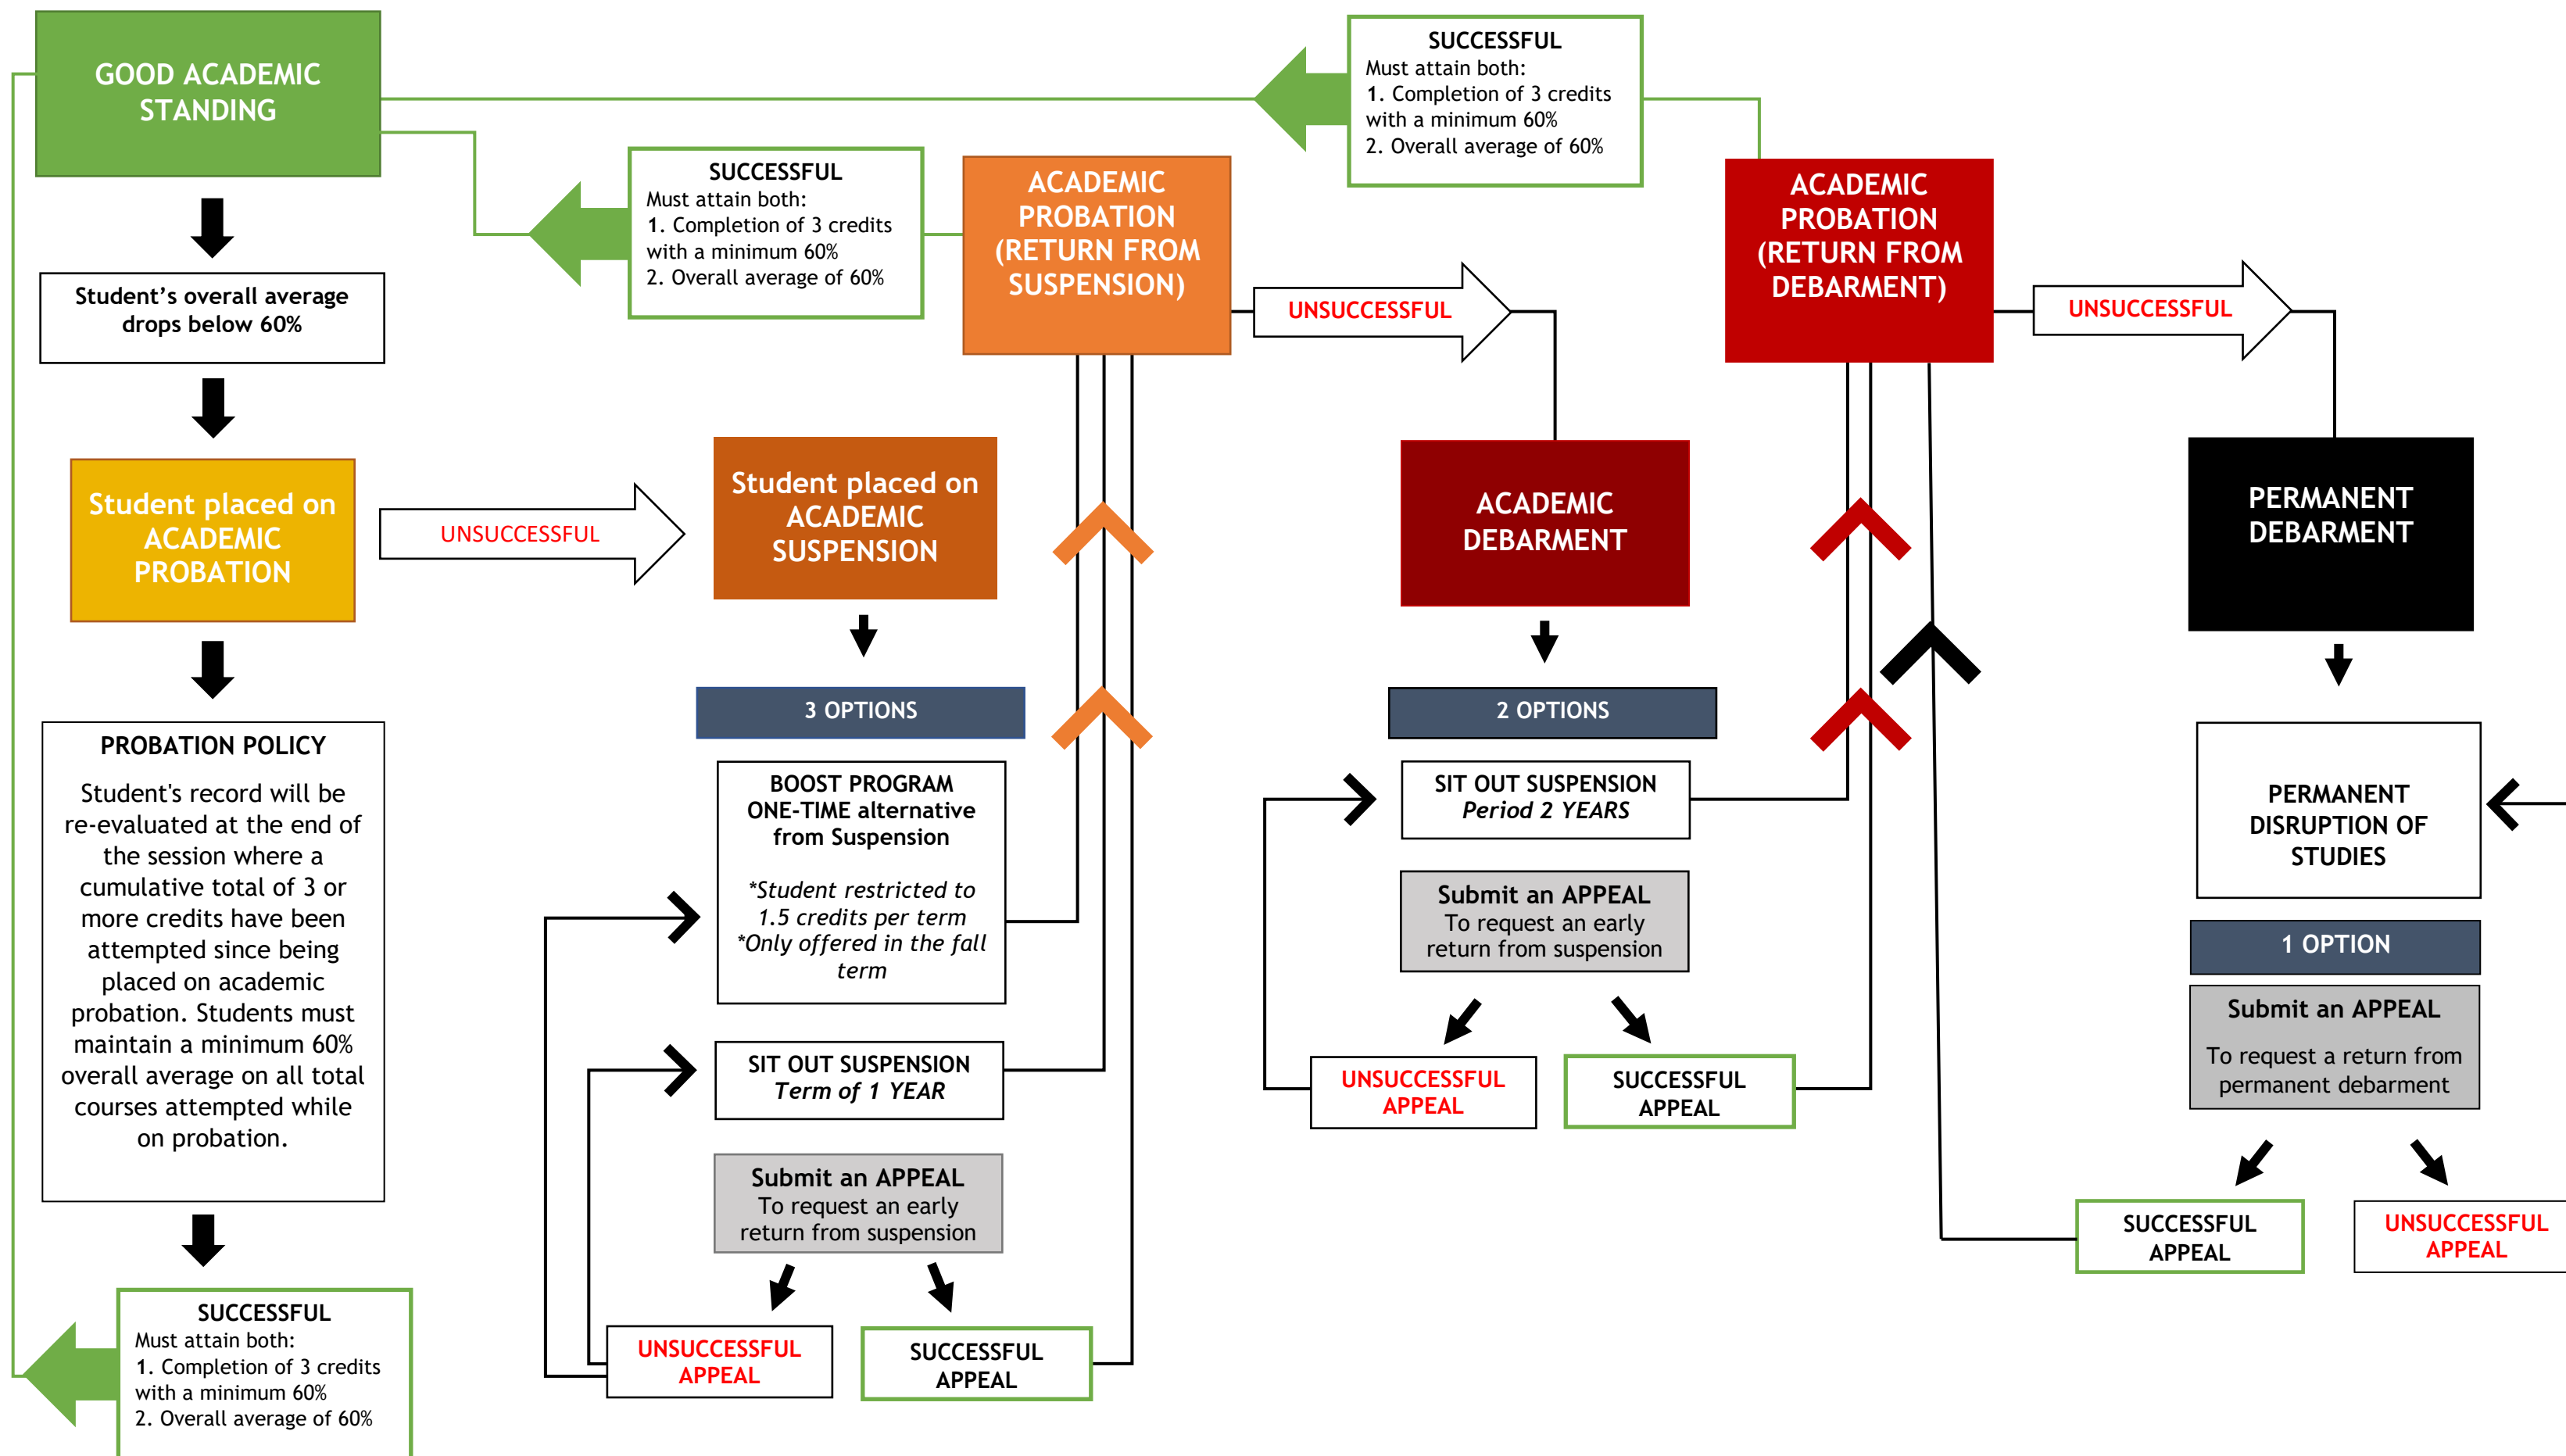 GOOD ACADEMIC
STANDING
Student’s overall average
drops below 60%
Student placed on
ACADEMIC
PROBATION
PROBATION POLICY
Student's record will be
re-evaluated at the end of
the session where a
cumulative total of 3 or
more credits have been
attempted since being
placed on academic
probation. Students must
maintain a minimum 60%
overall average on all total
courses attempted while
on probation.
SUCCESSFUL
Must attain both:
1. Completion of 3 credits
with a minimum 60%
2. Overall average of 60%
UNSUCCESSFUL
SUCCESSFUL
Must attain both:
1. Completion of 3 credits
with a minimum 60%
2. Overall average of 60%
Student placed on
ACADEMIC
SUSPENSION
3 OPTIONS
BOOST PROGRAM
ONE-TIME alternative
from Suspension
*Student restricted to
1.5 credits per term
*Only offered in the fall
term
SIT OUT SUSPENSION
Term of 1 YEAR
Submit an APPEAL
To request an early
return from suspension
UNSUCCESSFUL
APPEAL
SUCCESSFUL
APPEAL
ACADEMIC
PROBATION
(RETURN FROM
SUSPENSION)
UNSUCCESSFUL
SUCCESSFUL
Must attain both:
1. Completion of 3 credits
with a minimum 60%
2. Overall average of 60%
ACADEMIC
DEBARMENT
2 OPTIONS
SIT OUT SUSPENSION
Period 2 YEARS
Submit an APPEAL
To request an early
return from suspension
UNSUCCESSFUL
APPEAL
SUCCESSFUL
APPEAL
ACADEMIC
PROBATION
(RETURN FROM
DEBARMENT)
UNSUCCESSFUL
PERMANENT
DEBARMENT
PERMANENT
DISRUPTION OF
STUDIES
1 OPTION
Submit an APPEAL
To request a return from
permanent debarment
SUCCESSFUL
APPEAL
UNSUCCESSFUL
APPEAL